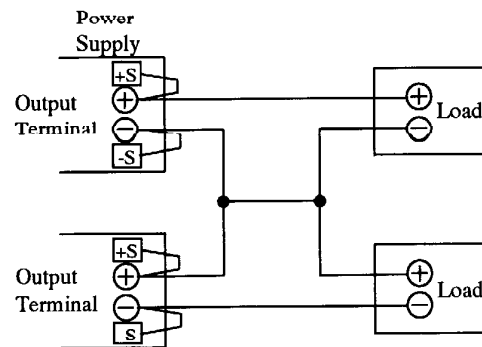 Power
Supply
+S
Output
Terminal
+
−
-S
+
−
Load
+S
Output
Terminal
+
−
S
+
−
Load